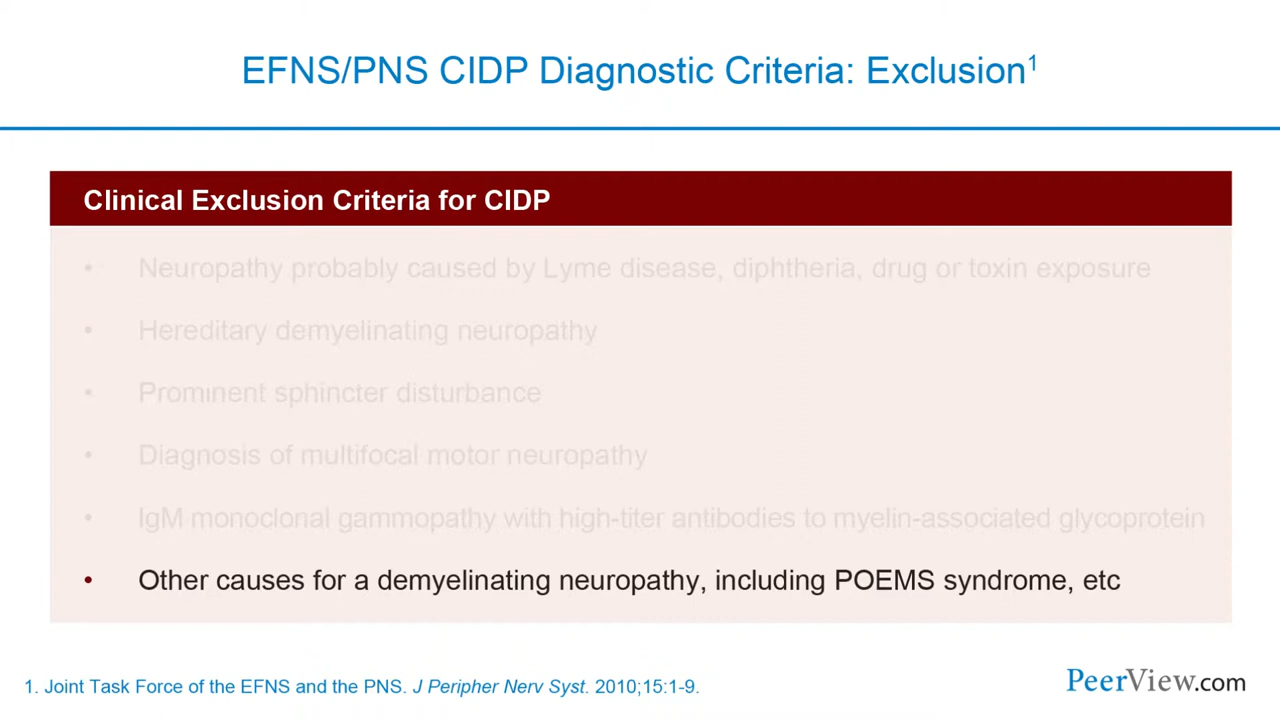 EFNS/PNS CIDP Diagnostic Criteria: Exclusion1
Clinical Exclusion Criteria for CIDP
• Neuropathy probably caused by Lyme disease, diphtheria, drug or toxin exposure
• Hereditary demyelinating neuropathy
• Prominent sphincter disturbance
• Diagnosis of multifocal motor neuropathy
• IgM monoclonal gammopathy with high-titer antibodies to myelin-associated glycoprotein
• Other causes for a demyelinating neuropathy, including POEMS syndrome, etc
1. Joint Task Force of the EFNS and the PNS. J Peripher Nerv Syst. 2010;15:1-9.
PeerView.com